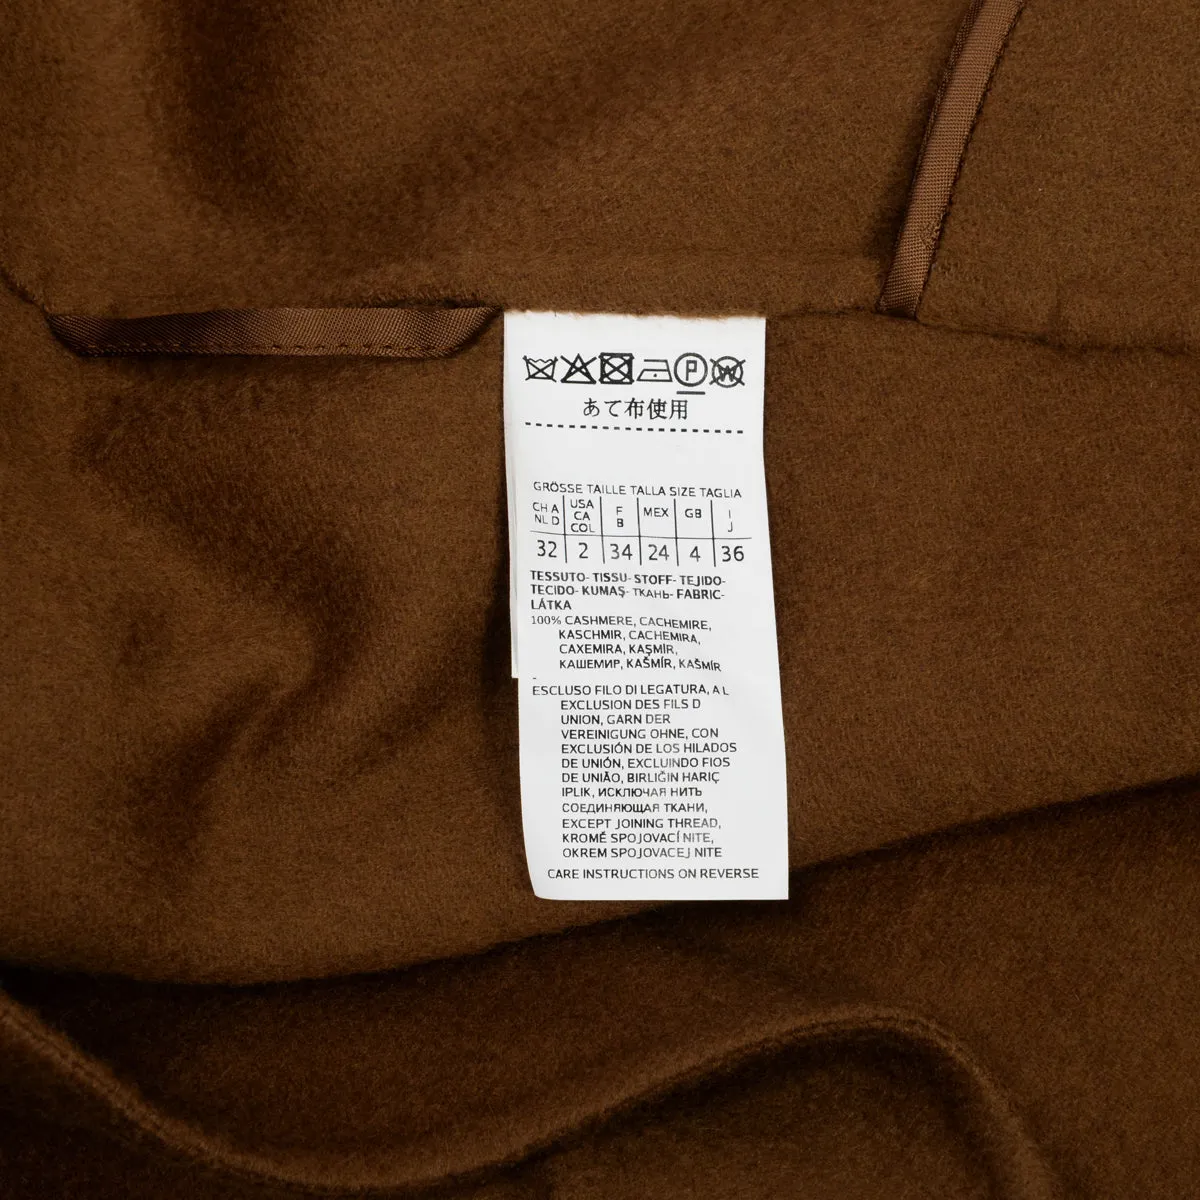 P W
あて布使用
GRÖSSE TAILLE TALLA SIZE TAGLIA
CH A NL D USA CA COL F B MEX GB I J
32 2 34 24 4 36
TESSUTO- TISSU- STOFF- TEJIDO-
TECIDO- KUMAŞ- ТКАНЬ- FABRIC-
LÁTKA
100% CASHMERE, CACHEMIRE,
KASCHMIR, CACHEMIRA,
CAXEMIRA, KAŞMİR,
КАШЕМИР, KAŠMÍR, KAŠMÍR
-
ESCLUSO FILO DI LEGATURA, A L
EXCLUSION DES FILS D
UNION, GARN DER
VEREINIGUNG OHNE, CON
EXCLUSIÓN DE LOS HILADOS
DE UNIÓN, EXCLUINDO FIOS
DE UNIÃO, BIRLIĞIN HARIÇ
IPLIK, ИСКЛЮЧАЯ НИТЬ
СОЕДИНЯЮЩАЯ ТКАНИ,
EXCEPT JOINING THREAD,
KROMĚ SPOJOVACÍ NITE,
OKREM SPOJOVACEJ NITE
CARE INSTRUCTIONS ON REVERSE